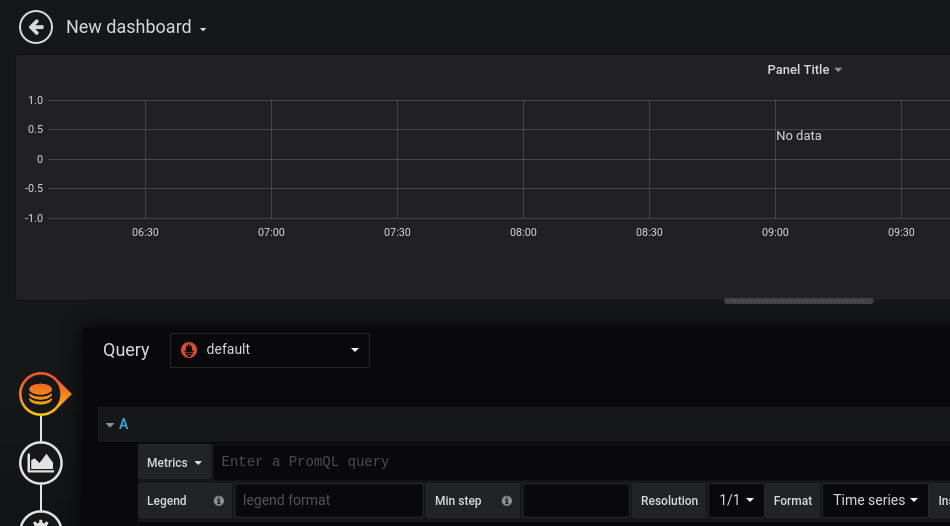 New dashboard
Panel Title
1.0
0.5
No data
0
-0.5
-1.0
06:30 07:00 07:30 08:00 08:30 09:00 09:30
Query default
A
Metrics Enter a PromQL query
Legend legend format Min step Resolution 1/1 Format Time series